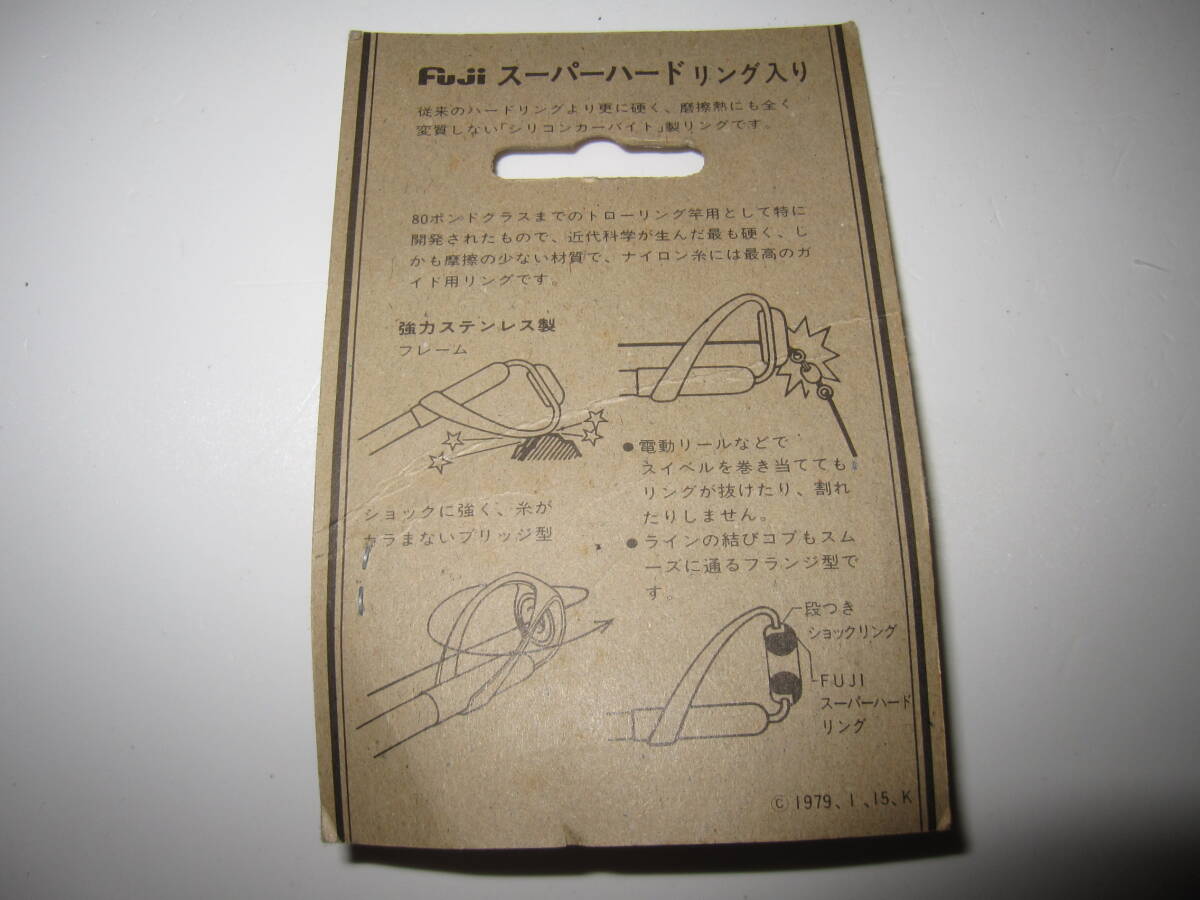 Fuji スーパーハード リング入り
従来のハードリングより更に硬く、磨擦熱にも全く
変質しない「シリコンカーバイト」製リングです。
80ポンドクラスまでのトローリング竿用として特に
開発されたもので、近代科学が生んだ最も硬く、し
かも摩擦の少ない材質で、ナイロン糸には最高のガ
イド用リングです。
強力ステンレス製
フレーム
●電動リールなどで
スイベルを巻き当てても
リングが抜けたり、割れ
たりしません。
●ラインの結びコブもスム
ーズに通るフランジ型で
す。
ショックに強く、糸が
カラまないブリッジ型
段つき
ショックリング
FUJI
スーパーハード
リング
© 1979、1、15、K